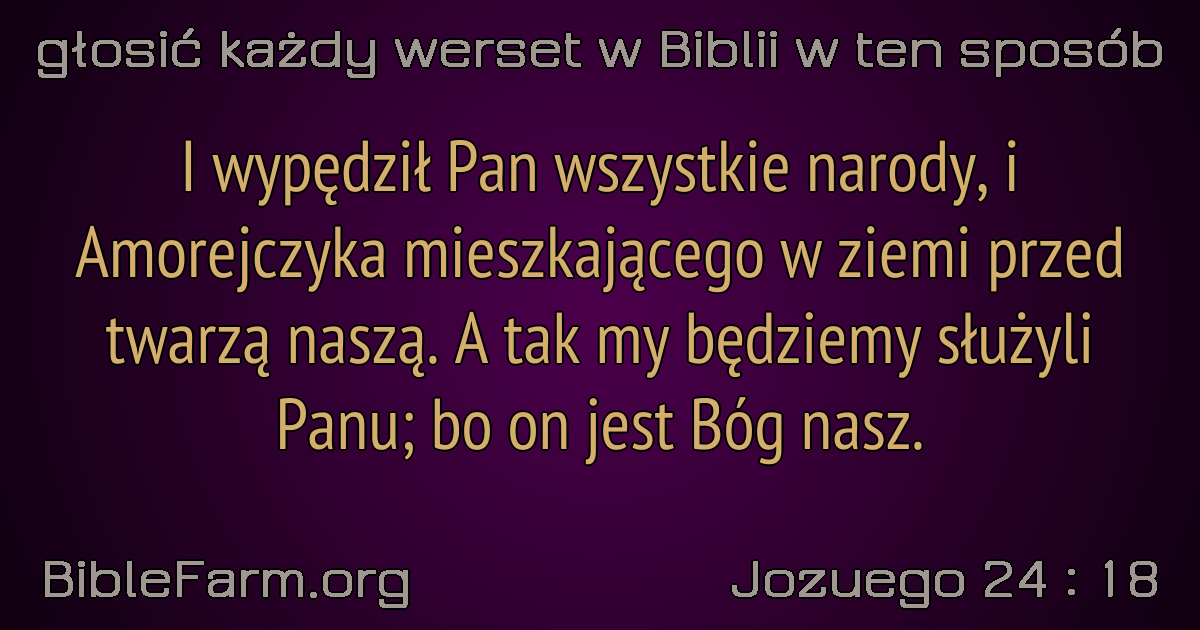 głosić każdy werset w Biblii w ten sposób
I wypędził Pan wszystkie narody, i
Amorejczyka mieszkającego w ziemi przed
twarzą naszą. A tak my będziemy służyli
Panu; bo on jest Bóg nasz.
BibleFarm.org
Jozuego 24 : 18